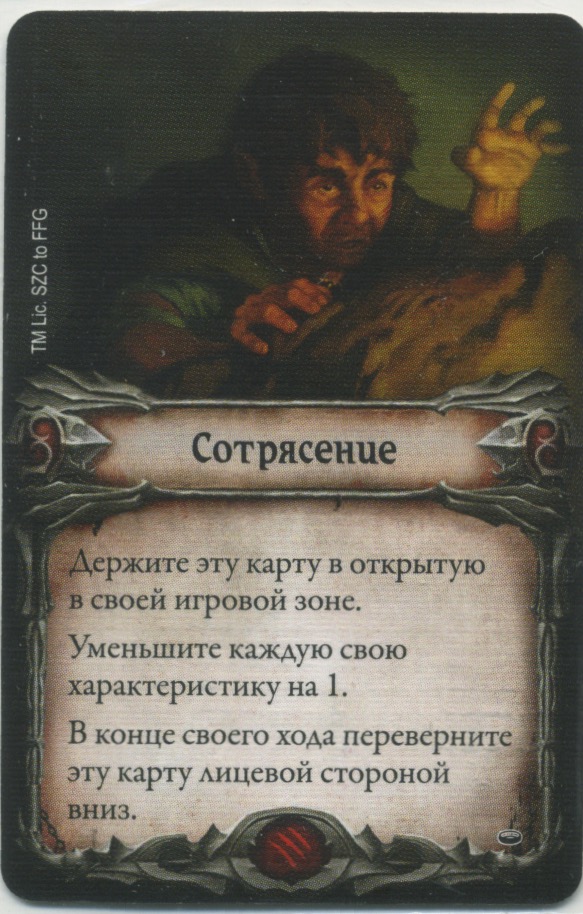 TM Lic. SZC to FFG
Сотрясение
Держите эту карту в открытую
в своей игровой зоне.
Уменьшите каждую свою
характеристику на 1.
В конце своего хода переверните
эту карту лицевой стороной
вниз.